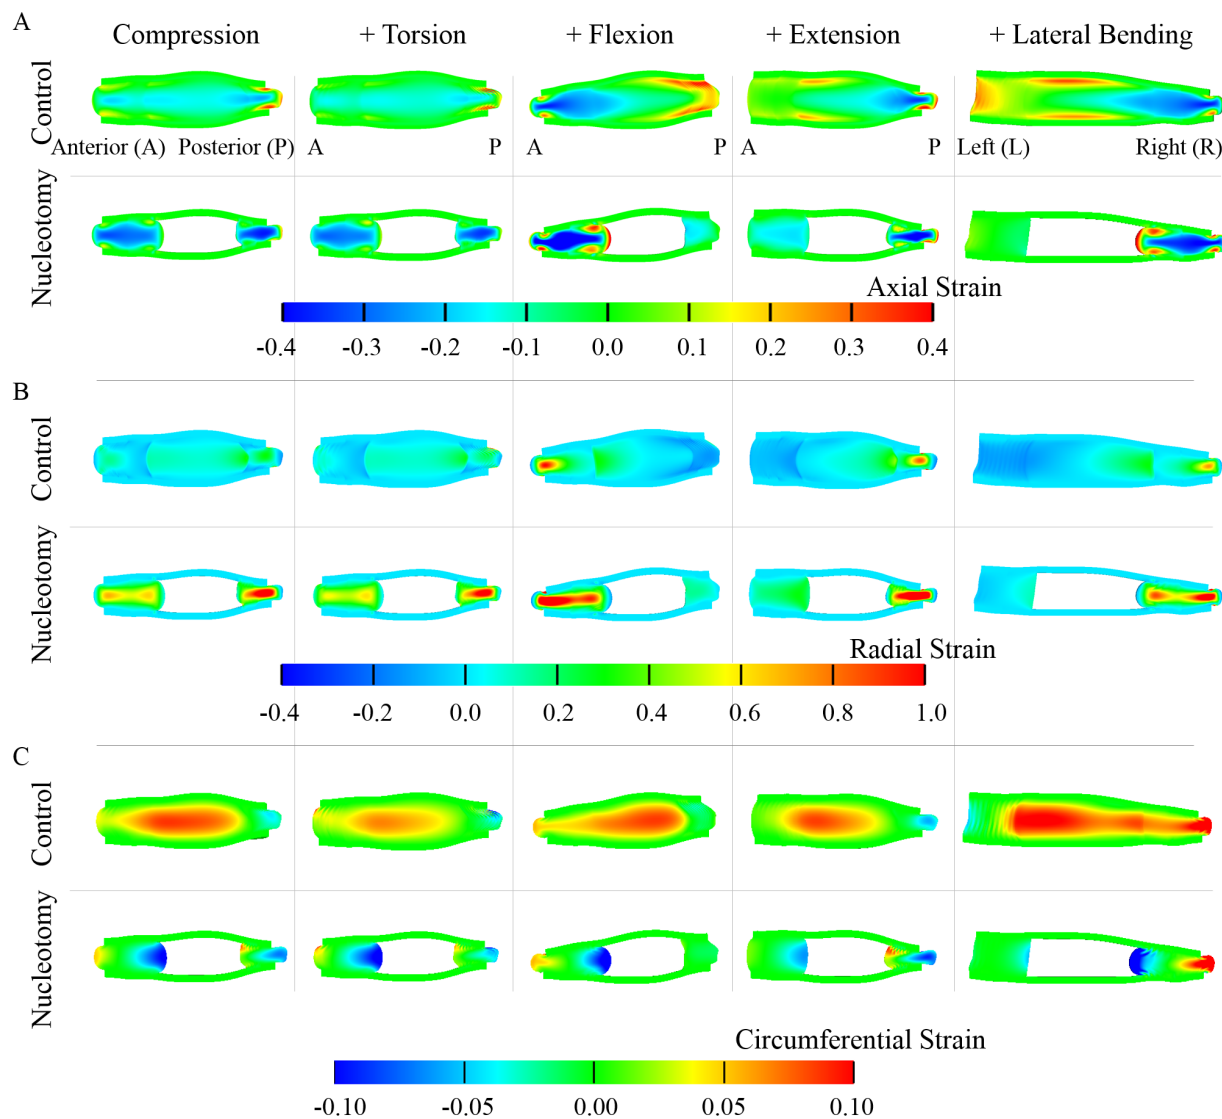 A
Compression + Torsion + Flexion + Extension + Lateral Bending
Control
Anterior (A) Posterior (P) A P A P A P Left (L) Right (R)
Nucleotomy
Axial Strain
-0.4 -0.3 -0.2 -0.1 0.0 0.1 0.2 0.3 0.4
B
Control
Nucleotomy
Radial Strain
-0.4 -0.2 0.0 0.2 0.4 0.6 0.8 1.0
C
Control
Nucleotomy
Circumferential Strain
-0.10 -0.05 0.00 0.05 0.10